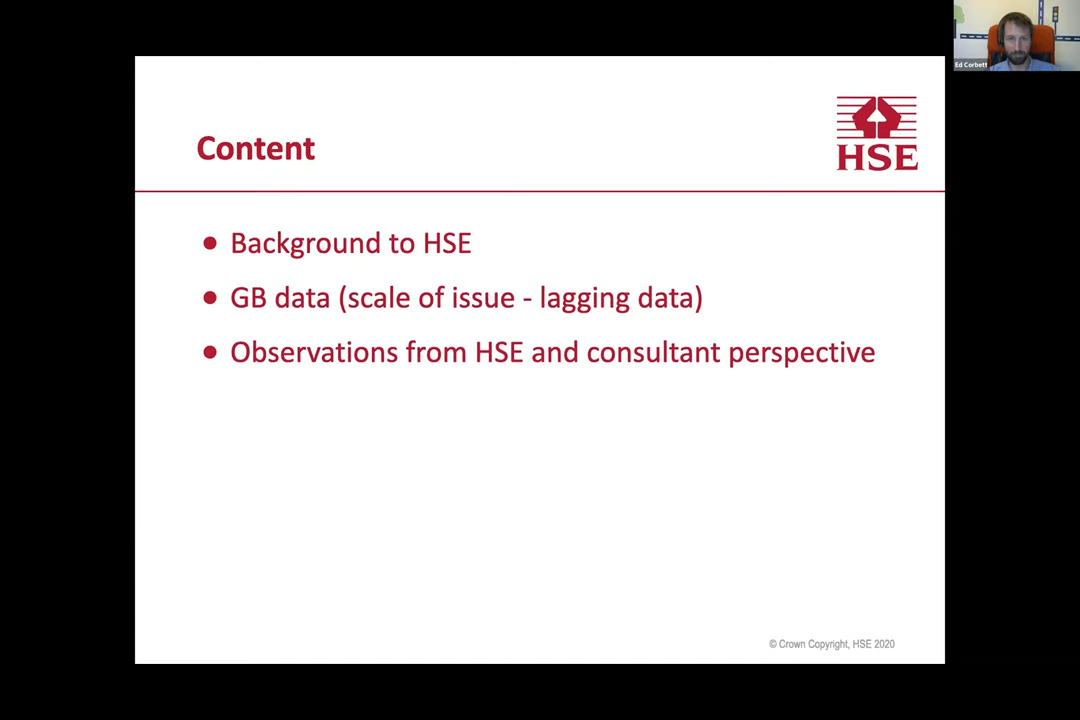 Ed Corbett
Content
HSE
● Background to HSE
● GB data (scale of issue - lagging data)
● Observations from HSE and consultant perspective
© Crown Copyright, HSE 2020